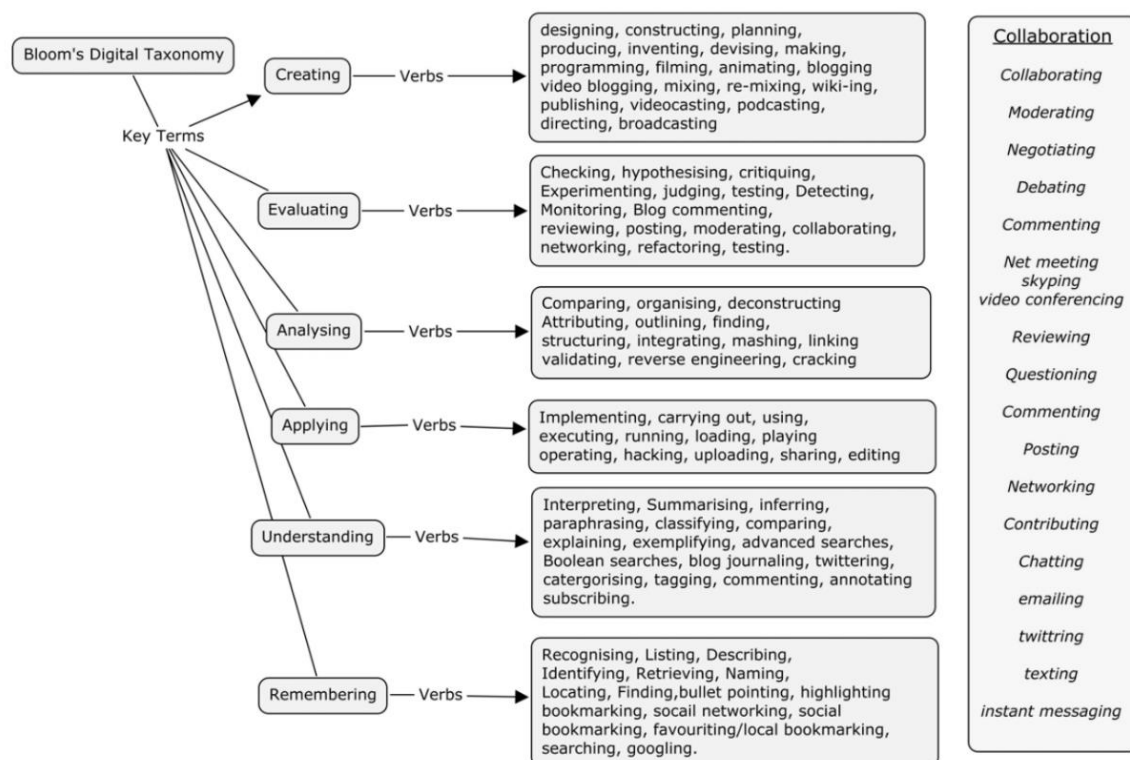 Bloom's Digital Taxonomy
Key Terms
Creating
Verbs
designing, constructing, planning,
producing, inventing, devising, making,
programming, filming, animating, blogging
video blogging, mixing, re-mixing, wiki-ing,
publishing, videocasting, podcasting,
directing, broadcasting
Evaluating
Verbs
Checking, hypothesising, critiquing,
Experimenting, judging, testing, Detecting,
Monitoring, Blog commenting,
reviewing, posting, moderating, collaborating,
networking, refactoring, testing.
Analysing
Verbs
Comparing, organising, deconstructing
Attributing, outlining, finding,
structuring, integrating, mashing, linking
validating, reverse engineering, cracking
Applying
Verbs
Implementing, carrying out, using,
executing, running, loading, playing
operating, hacking, uploading, sharing, editing
Understanding
Verbs
Interpreting, Summarising, inferring,
paraphrasing, classifying, comparing,
explaining, exemplifying, advanced searches,
Boolean searches, blog journaling, twittering,
catergorising, tagging, commenting, annotating
subscribing.
Remembering
Verbs
Recognising, Listing, Describing,
Identifying, Retrieving, Naming,
Locating, Finding,bullet pointing, highlighting
bookmarking, socail networking, social
bookmarking, favouriting/local bookmarking,
searching, googling.
Collaboration
Collaborating
Moderating
Negotiating
Debating
Commenting
Net meeting
skyping
video conferencing
Reviewing
Questioning
Commenting
Posting
Networking
Contributing
Chatting
emailing
twittring
texting
instant messaging